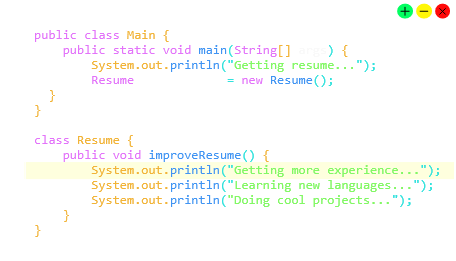 public class Main {
public static void main(String[] args) {
System.out.println("Getting resume...");
Resume = new Resume();
}
}
class Resume {
public void improveResume() {
System.out.println("Getting more experience...");
System.out.println("Learning new languages...");
System.out.println("Doing cool projects...");
}
}